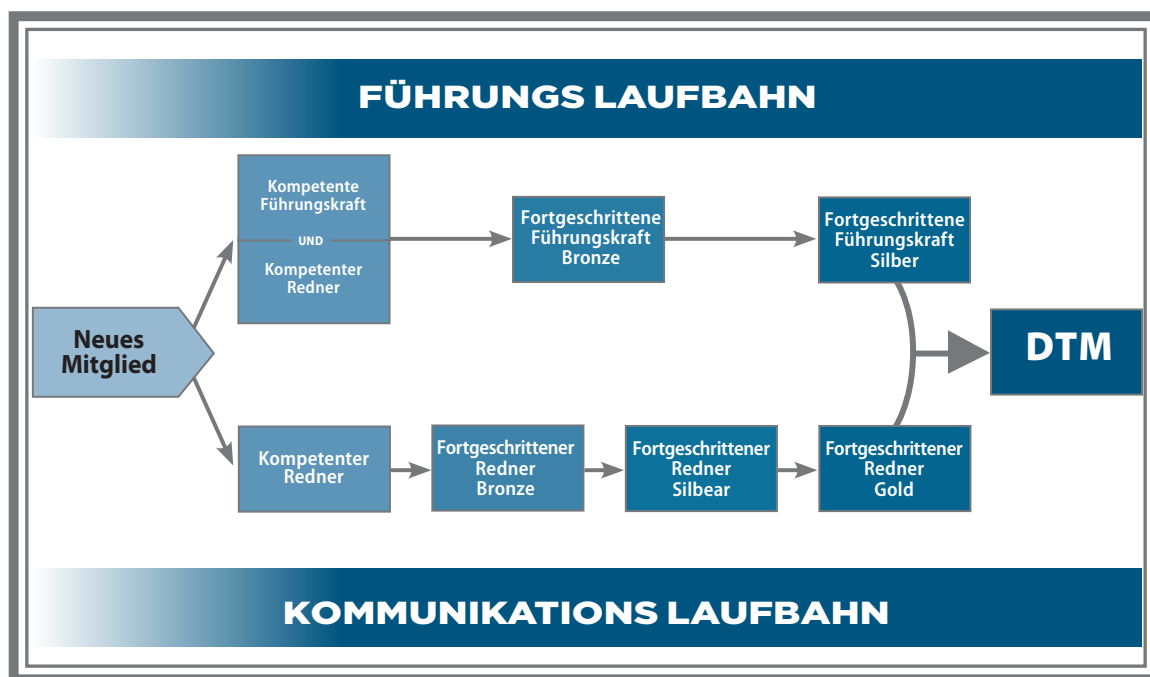 FÜHRUNGS LAUFBAHN
Kompetente
Führungskraft
UND
Kompetenter
Redner
Fortgeschrittene
Führungskraft
Bronze
Fortgeschrittene
Führungskraft
Silber
Neues
Mitglied
DTM
Kompetenter
Redner
Fortgeschrittener
Redner
Bronze
Fortgeschrittener
Redner
Silbear
Fortgeschrittener
Redner
Gold
KOMMUNIKATIONS LAUFBAHN